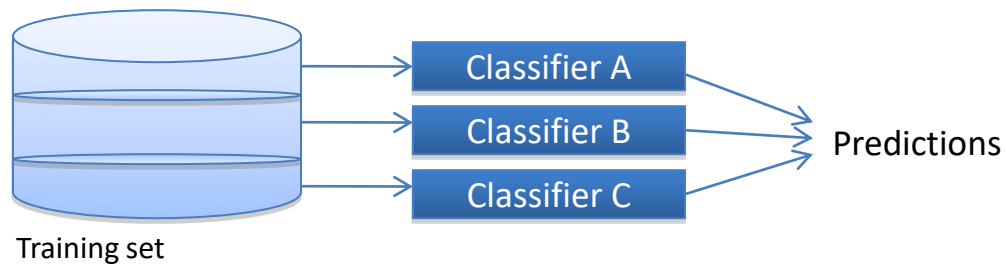 Classifier A
Classifier B
Predictions
Classifier C
Training set